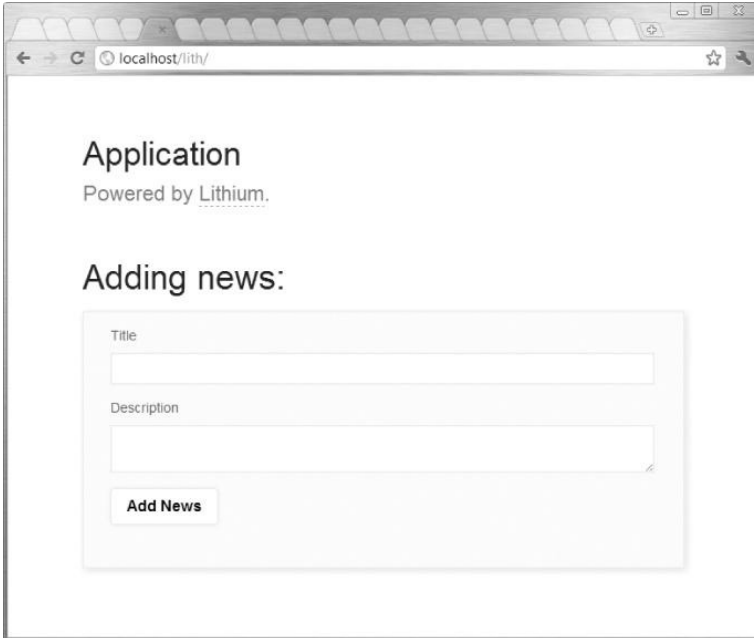 localhost/lith/
Application
Powered by Lithium.
Adding news:
Title
Description
Add News